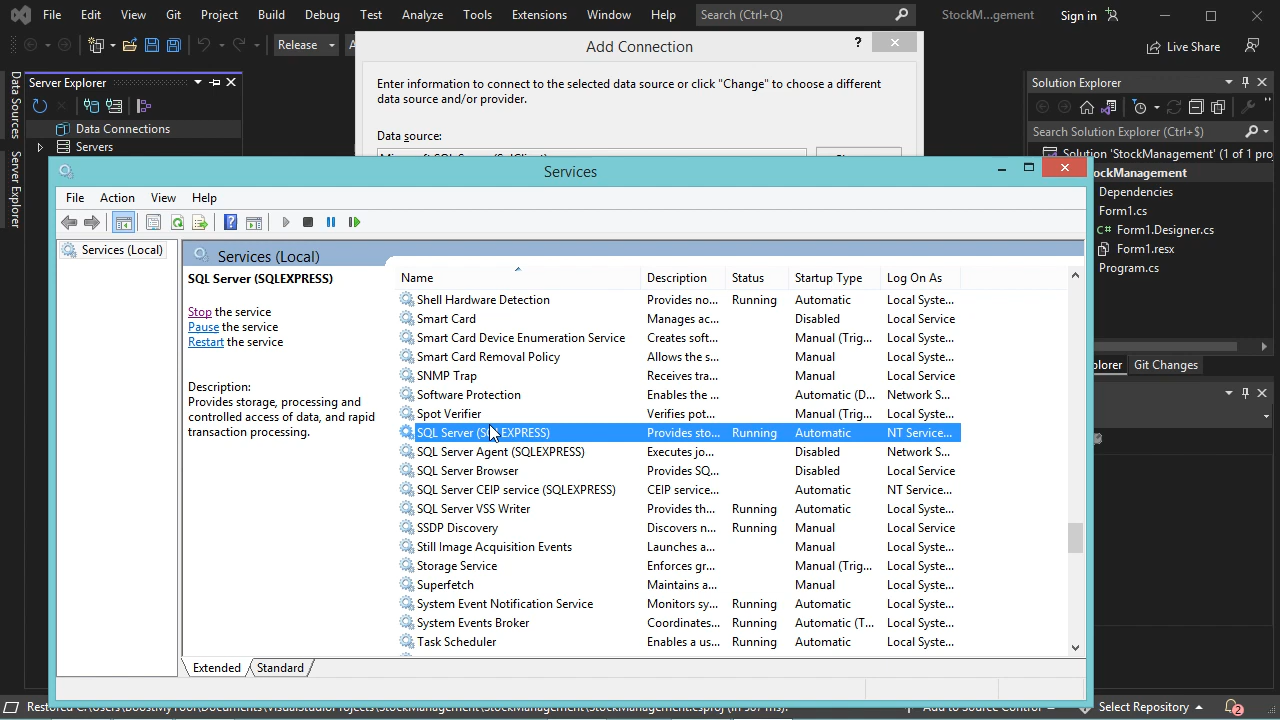 File Edit View Git Project Build Debug Test Analyze Tools Extensions Window Help Search (Ctrl+Q) StockM...gement Sign in
Release
Live Share
Add Connection
?
Enter information to connect to the selected data source or click "Change" to choose a different
data source and/or provider.
Data source:
Data Sources
Server Explorer
Server Explorer
Data Connections
Servers
Solution Explorer
Search Solution Explorer (Ctrl+$)
Solution 'StockManagement' (1 of 1 pro
tockManagement
Dependencies
Form1.cs
C# Form1.Designer.cs
Form1.resx
Program.cs
plorer Git Changes
Services
File Action View Help
Services (Local)
Services (Local)
SQL Server (SQLEXPRESS)
Stop the service
Pause the service
Restart the service
Description:
Provides storage, processing and
controlled access of data, and rapid
transaction processing.
Name Description Status Startup Type Log On As
Shell Hardware Detection Provides no... Running Automatic Local Syste...
Smart Card Manages ac... Disabled Local Service
Smart Card Device Enumeration Service Creates soft... Manual (Trig... Local Syste...
Smart Card Removal Policy Allows the s... Manual Local Syste...
SNMP Trap Receives tra... Manual Local Service
Software Protection Enables the ... Automatic (D... Network S...
Spot Verifier Verifies pot... Manual (Trig... Local Syste...
SQL Server (SQLEXPRESS) Provides sto... Running Automatic NT Service...
SQL Server Agent (SQLEXPRESS) Executes jo... Disabled Network S...
SQL Server Browser Provides SQ... Disabled Local Service
SQL Server CEIP service (SQLEXPRESS) CEIP service... Automatic NT Service...
SQL Server VSS Writer Provides th... Running Automatic Local Syste...
SSDP Discovery Discovers n... Running Manual Local Service
Still Image Acquisition Events Launches a... Manual Local Syste...
Storage Service Enforces gr... Manual (Trig... Local Syste...
Superfetch Maintains a... Manual Local Syste...
System Event Notification Service Monitors sy... Running Automatic Local Syste...
System Events Broker Coordinates... Running Automatic (T... Local Syste...
Task Scheduler Enables a us... Running Automatic Local Syste...
Extended Standard
Select Repository
2